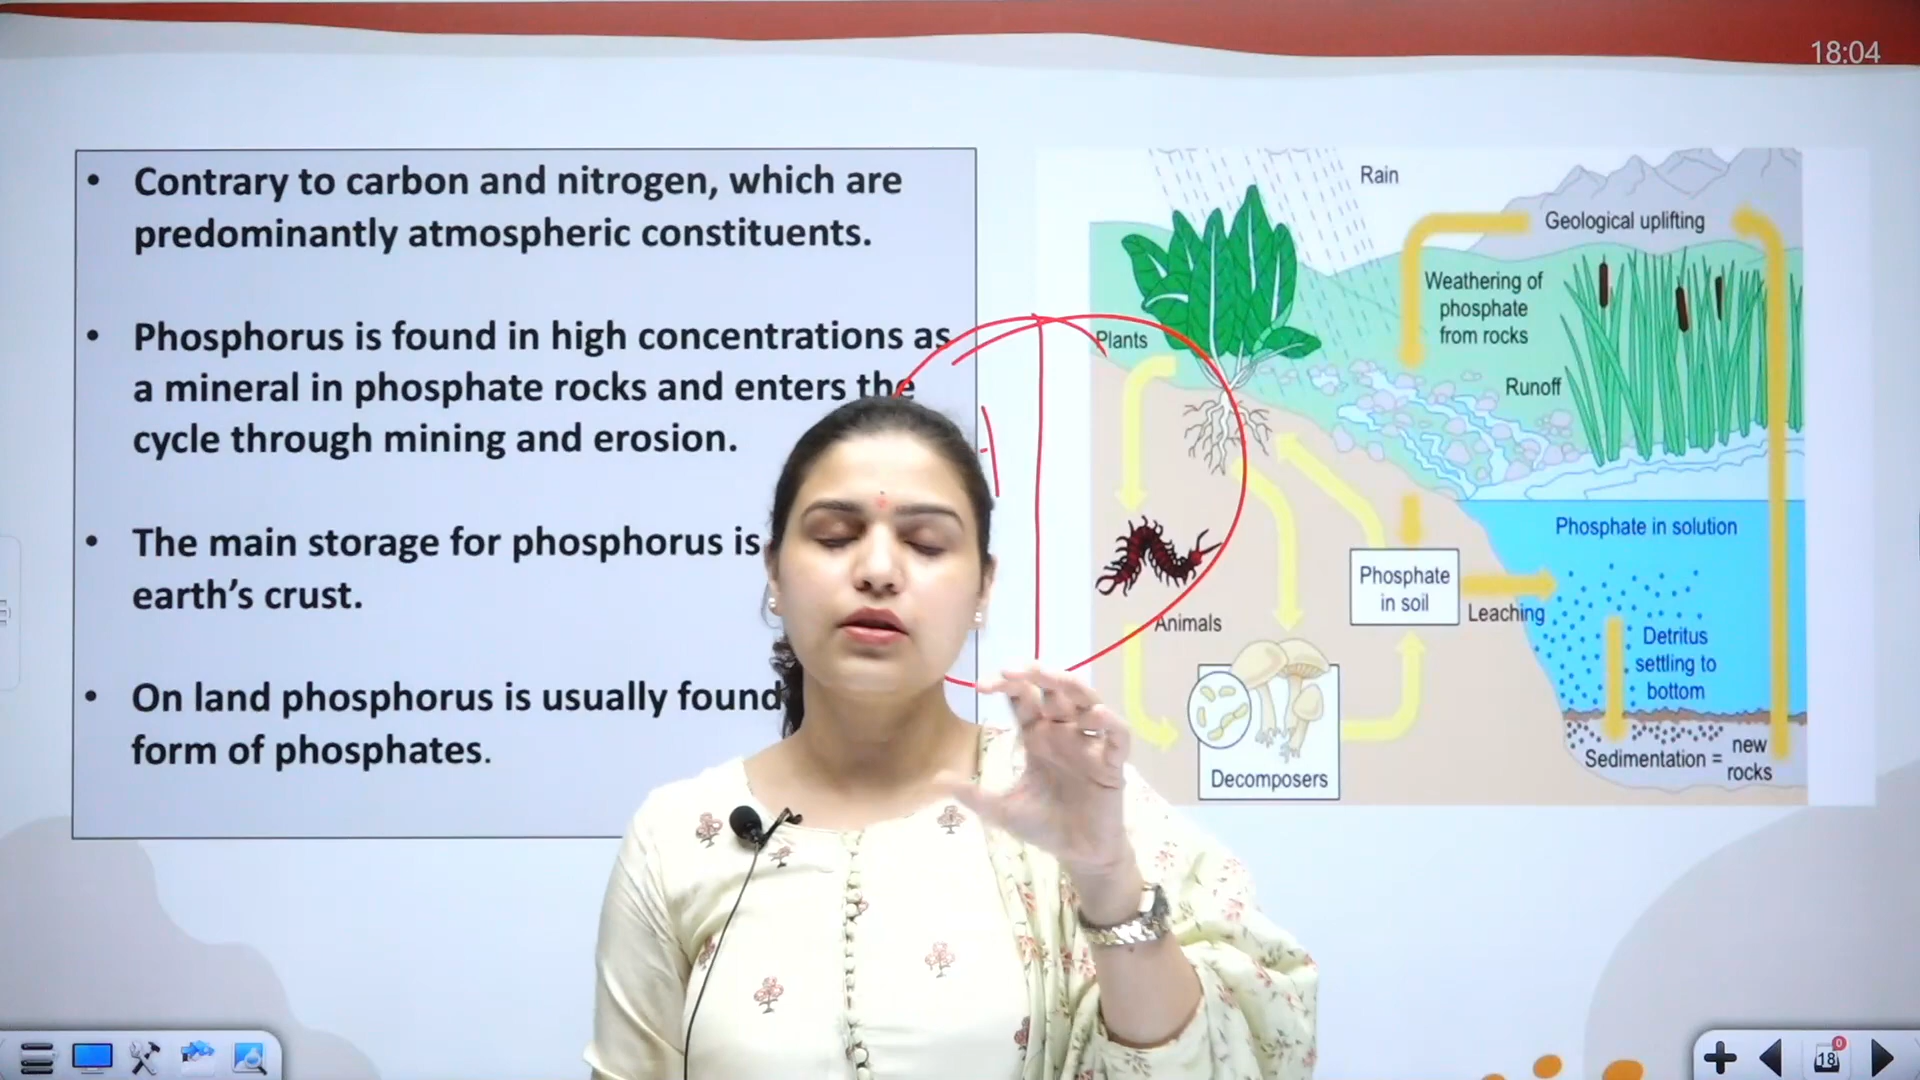 18:04
• Contrary to carbon and nitrogen, which are
predominantly atmospheric constituents.
• Phosphorus is found in high concentrations as
a mineral in phosphate rocks and enters the
cycle through mining and erosion.
• The main storage for phosphorus is
earth's crust.
• On land phosphorus is usually found
form of phosphates.
Rain
Geological uplifting
Weathering of
phosphate
from rocks
Plants
Runoff
Phosphate in solution
Phosphate
in soil
Leaching
Animals
Detritus
settling to
bottom
Decomposers
Sedimentation = new
rocks
18
0